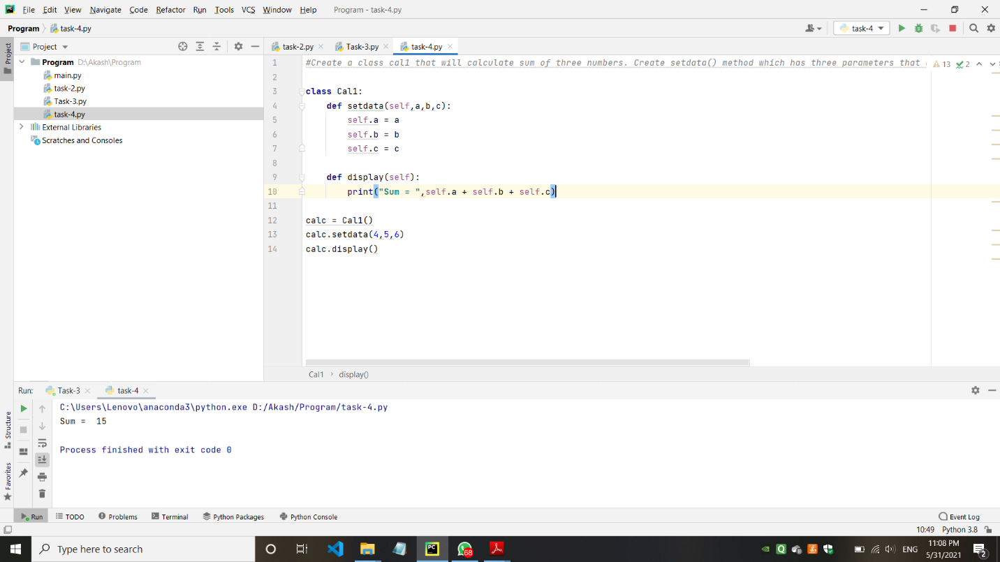 File Edit View Navigate Code Refactor Run Tools VCS Window Help Program - task-4.py
Program task-4.py task-4
Project
Project task-2.py Task-3.py task-4.py
Program D:\Akash\Program
main.py
task-2.py
Task-3.py
task-4.py
External Libraries
Scratches and Consoles
13 2
1 #Create a class cal1 that will calculate sum of three numbers. Create setdata() method which has three parameters that
2
3 class Cal1:
4 def setdata(self,a,b,c):
5 self.a = a
6 self.b = b
7 self.c = c
8
9 def display(self):
10 print("Sum = ",self.a + self.b + self.c)
11
12 calc = Cal1()
13 calc.setdata(4,5,6)
14 calc.display()
Cal1 display()
Run: Task-3 task-4
C:\Users\Lenovo\anaconda3\python.exe D:/Akash/Program/task-4.py
Sum =  15
Process finished with exit code 0
Structure
Favorites
Run TODO Problems Terminal Python Packages Python Console Event Log
10:49 Python 3.8
Type here to search
PC
68
ENG
11:08 PM
5/31/2021
2